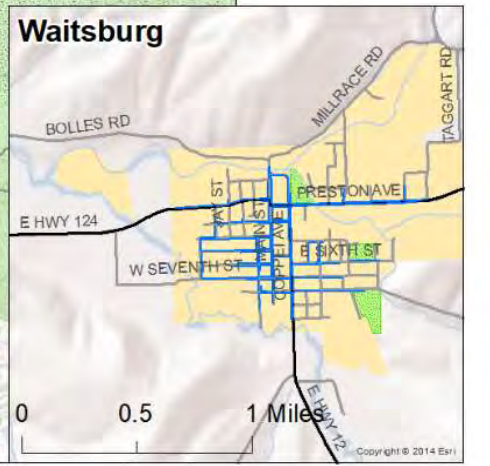 Waitsburg
BOLLES RD
MILLRACE RD
TAGGART RD
JAY ST
MAIN ST
COPPEI AVE
PRESTON AVE
E HWY 124
E SIXTH ST
W SEVENTH ST
E HWY 12
0 0.5 1 Miles
Copyright © 2014 Esri